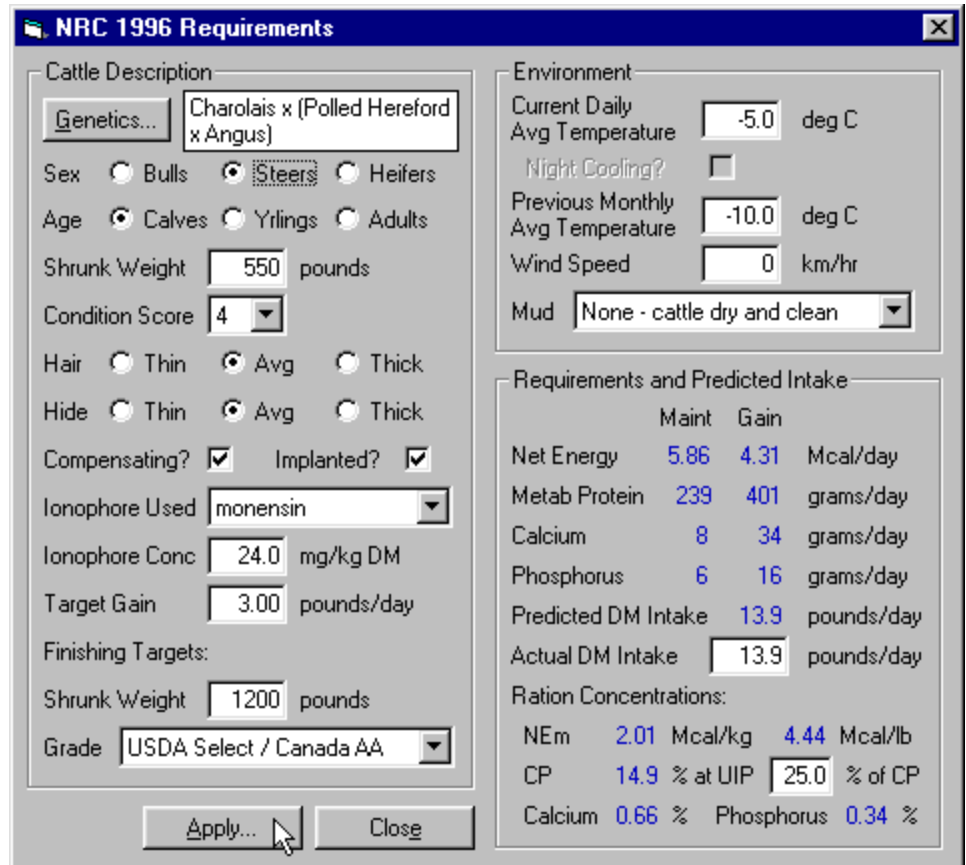 NRC 1996 Requirements
Cattle Description
Genetics...
Charolais x (Polled Hereford
x Angus)
Sex Bulls Steers Heifers
Age Calves Yrlings Adults
Shrunk Weight 550 pounds
Condition Score 4
Hair Thin Avg Thick
Hide Thin Avg Thick
Compensating? Implanted?
Ionophore Used monensin
Ionophore Conc 24.0 mg/kg DM
Target Gain 3.00 pounds/day
Finishing Targets:
Shrunk Weight 1200 pounds
Grade USDA Select / Canada AA
Apply... Close
Environment
Current Daily
Avg Temperature -5.0 deg C
Night Cooling?
Previous Monthly
Avg Temperature -10.0 deg C
Wind Speed 0 km/hr
Mud None - cattle dry and clean
Requirements and Predicted Intake
Maint Gain
Net Energy 5.86 4.31 Mcal/day
Metab Protein 239 401 grams/day
Calcium 8 34 grams/day
Phosphorus 6 16 grams/day
Predicted DM Intake 13.9 pounds/day
Actual DM Intake 13.9 pounds/day
Ration Concentrations:
NEm 2.01 Mcal/kg 4.44 Mcal/lb
CP 14.9 % at UIP 25.0 % of CP
Calcium 0.66 % Phosphorus 0.34 %